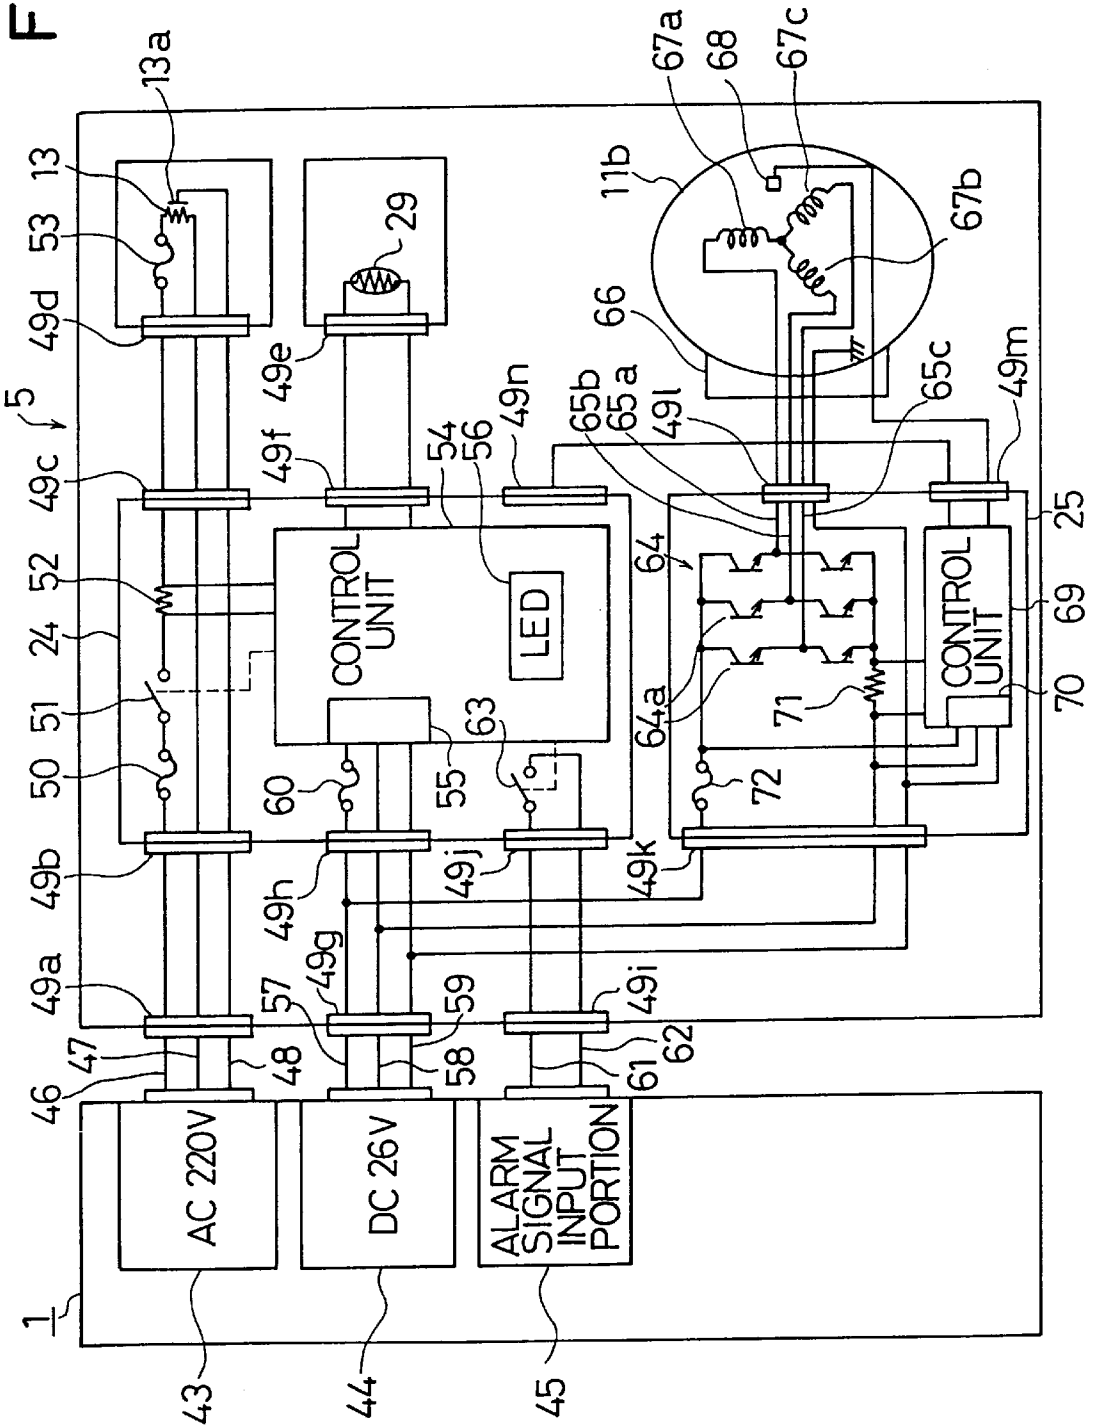 F
5
13a
13
53
49d
49c
52
24
51
50
49b
49a
47
46
48
AC 220V
43
1
29
49e
49f
54
56
49n
CONTROL
UNIT
LED
55
60
63
49h
49j
49g
57
59
58
DC 26V
44
49i
61
62
ALARM
SIGNAL
INPUT
PORTION
45
67a
68
67c
11b
67b
66
65b
65a
49l
65c
49m
64
64a
71
72
49k
25
CONTROL
UNIT
69
70